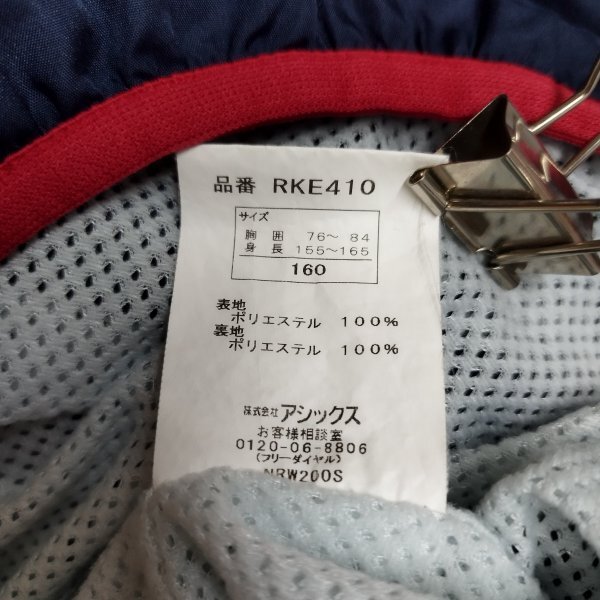 品番 RKE410
サイズ
胸 囲 76〜 84
身 長 155〜165
160
表地
ポリエステル 100%
裏地
ポリエステル 100%
株式会社 アシックス
お客様相談室
0120-06-8806
(フリーダイヤル)
NRW200S